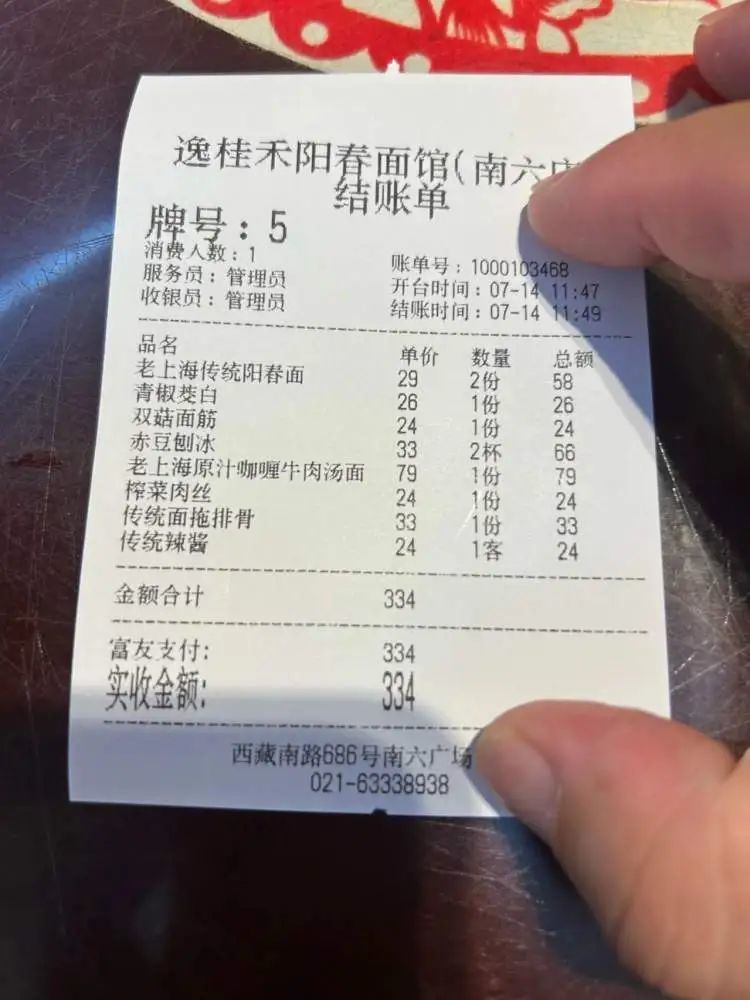 逸桂禾阳春面馆(南六
结账单
牌号：5
消费人数：1 账单号：1000103468
服务员：管理员 开台时间：07-14 11:47
收银员：管理员 结账时间：07-14 11:49
品名 单价 数量 总额
老上海传统阳春面 29 2份 58
青椒茭白 26 1份 26
双菇面筋 24 1份 24
赤豆刨冰 33 2杯 66
老上海原汁咖喱牛肉汤面 79 1份 79
榨菜肉丝 24 1份 24
传统面拖排骨 33 1份 33
传统辣酱 24 1客 24
金额合计 334
富友支付: 334
实收金额: 334
西藏南路686号南六广场
021-63338938